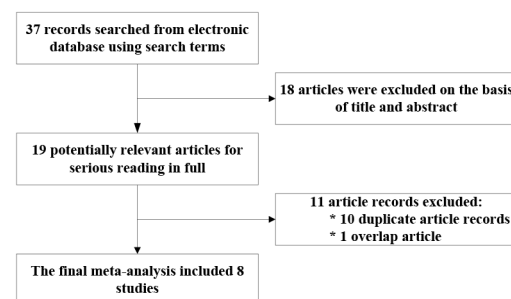 37 records searched from electronic
database using search terms
18 articles were excluded on the basis
of title and abstract
19 potentially relevant articles for
serious reading in full
11 article records excluded:
* 10 duplicate article records
* 1 overlap article
The final meta-analysis included 8
studies